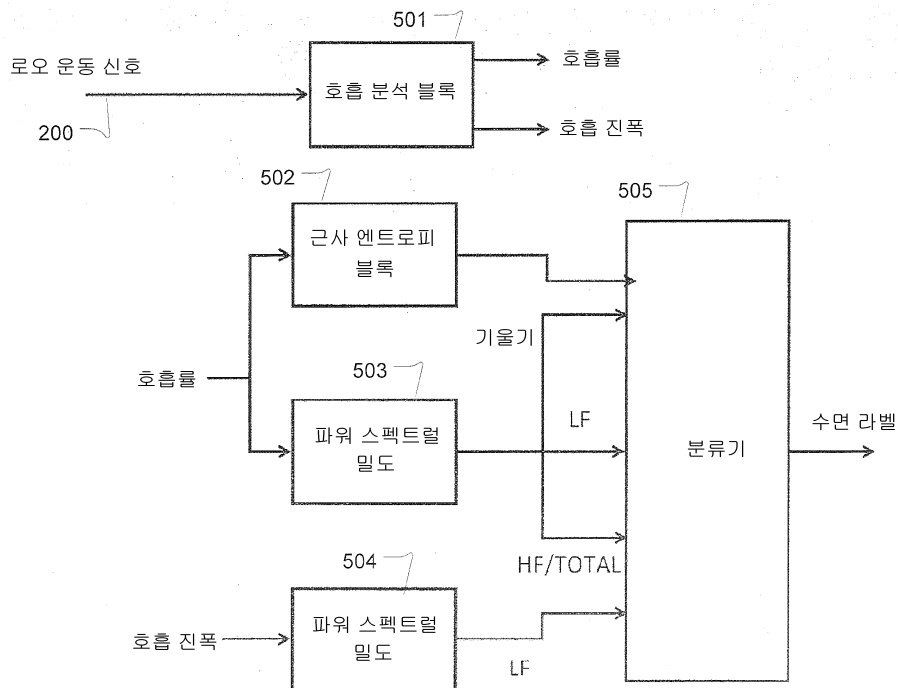 501
로오 운동 신호
호흡률
호흡 분석 블록
200
호흡 진폭
502
505
근사 엔트로피
블록
기울기
503
호흡률
LF
수면 라벨
파워 스펙트럴
밀도
분류기
504
HF/TOTAL
호흡 진폭
파워 스펙트럴
밀도
LF